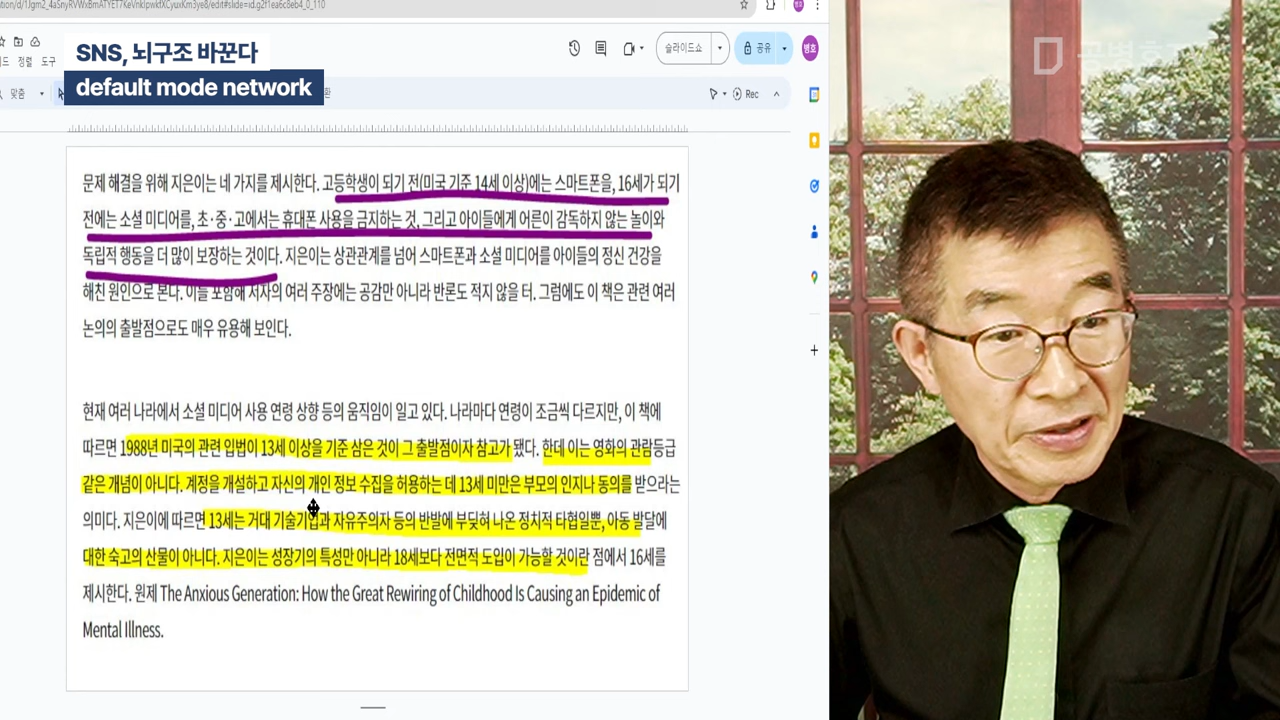 tion/d/1Jgm2_4aSnyRVWxBmATYET7KeVnkipwkfXCyuxKm3ye8/edit#slide=id.g2f1ea6c6eb4_0_110
SNS, 뇌구조 바꾼다
default mode network
정렬 도구
맞춤
슬라이드쇼
공유
병호
Rec
문제 해결을 위해 지은이는 네 가지를 제시한다. 고등학생이 되기 전(미국 기준 14세 이상)에는 스마트폰을, 16세가 되기
전에는 소셜 미디어를, 초·중·고에서는 휴대폰 사용을 금지하는 것, 그리고 아이들에게 어른이 감독하지 않는 놀이와
독립적 행동을 더 많이 보장하는 것이다. 지은이는 상관관계를 넘어 스마트폰과 소셜 미디어를 아이들의 정신 건강을
해친 원인으로 본다. 이를 포함해 저자의 여러 주장에는 공감만 아니라 반론도 적지 않을 터. 그럼에도 이 책은 관련 여러
논의의 출발점으로도 매우 유용해 보인다.
현재 여러 나라에서 소셜 미디어 사용 연령 상향 등의 움직임이 일고 있다. 나라마다 연령이 조금씩 다르지만, 이 책에
따르면 1988년 미국의 관련 입법이 13세 이상을 기준 삼은 것이 그 출발점이자 참고가 됐다. 한데 이는 영화의 관람등급
같은 개념이 아니다. 계정을 개설하고 자신의 개인 정보 수집을 허용하는 데 13세 미만은 부모의 인지나 동의를 받으라는
의미다. 지은이에 따르면 13세는 거대 기술기업과 자유주의자 등의 반발에 부딪혀 나온 정치적 타협일뿐, 아동 발달에
대한 숙고의 산물이 아니다. 지은이는 성장기의 특성만 아니라 18세보다 전면적 도입이 가능할 것이란 점에서 16세를
제시한다. 원제 The Anxious Generation: How the Great Rewiring of Childhood Is Causing an Epidemic of
Mental Illness.